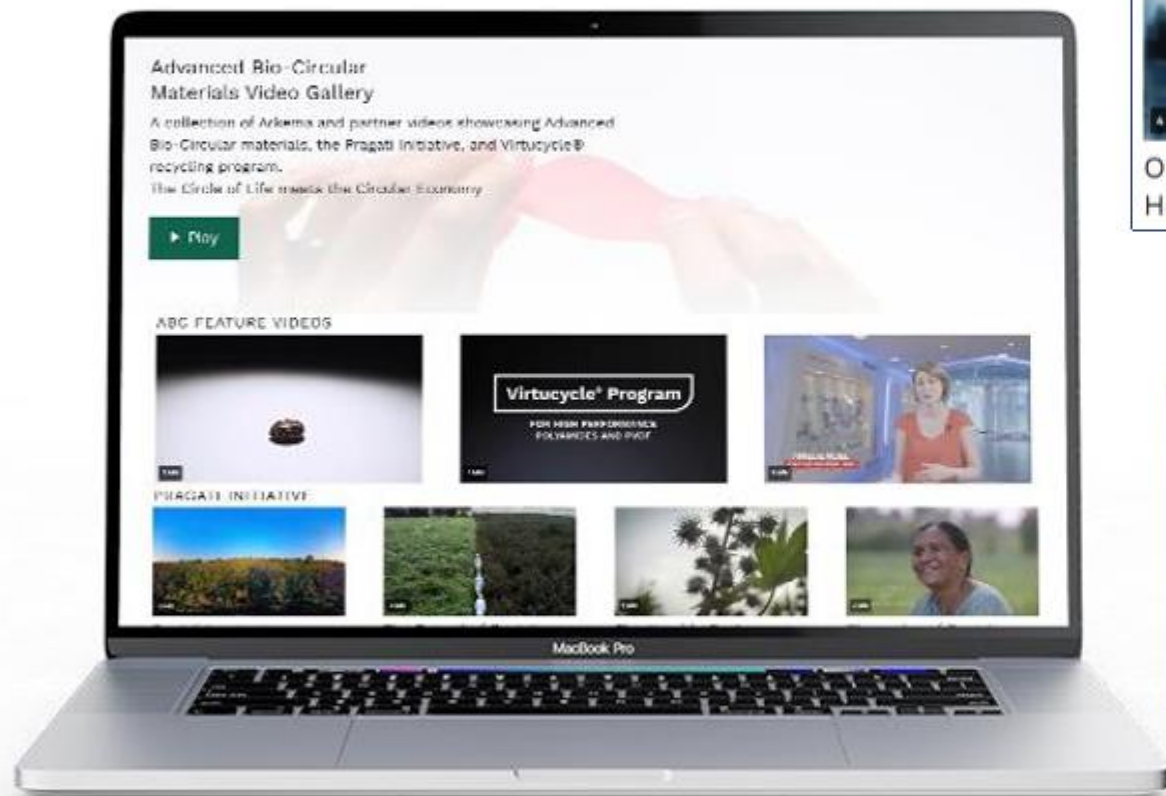 Advanced Bio-Circular
Materials Video Gallery
A collection of Arkema and partner videos showcasing Advanced
Bio-Circular materials, the Pragati Initiative, and Virtucycle®
recycling program.
The Circle of Life meets the Circular Economy
▶ Play
ABC FEATURE VIDEOS
Virtucycle® Program
FOR HIGH PERFORMANCE
POLYAMIDES AND PVDF
PRAGATI INITIATIVE
MacBook Pro
O
H